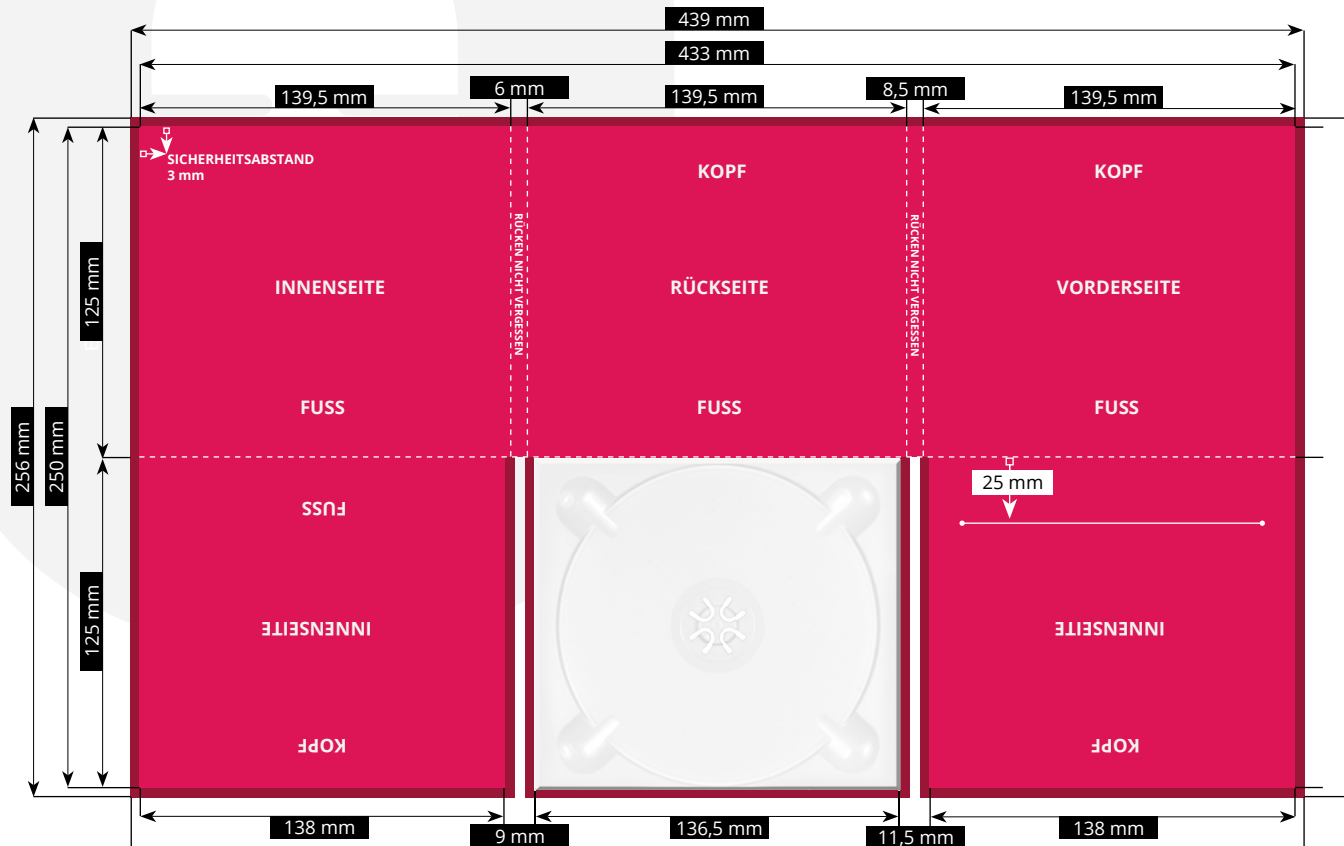 439 mm
433 mm
139,5 mm
6 mm
139,5 mm
8,5 mm
139,5 mm
SICHERHEITSABSTAND
3 mm
KOPF
KOPF
125 mm
INNENSEITE
RÜCKEN NICHT VERGESSEN
RÜCKSEITE
RÜCKEN NICHT VERGESSEN
VORDERSEITE
FUSS
FUSS
FUSS
256 mm
250 mm
25 mm
FUSS
125 mm
INNENSEITE
INNENSEITE
KOPF
KOPF
138 mm
9 mm
136,5 mm
11,5 mm
138 mm